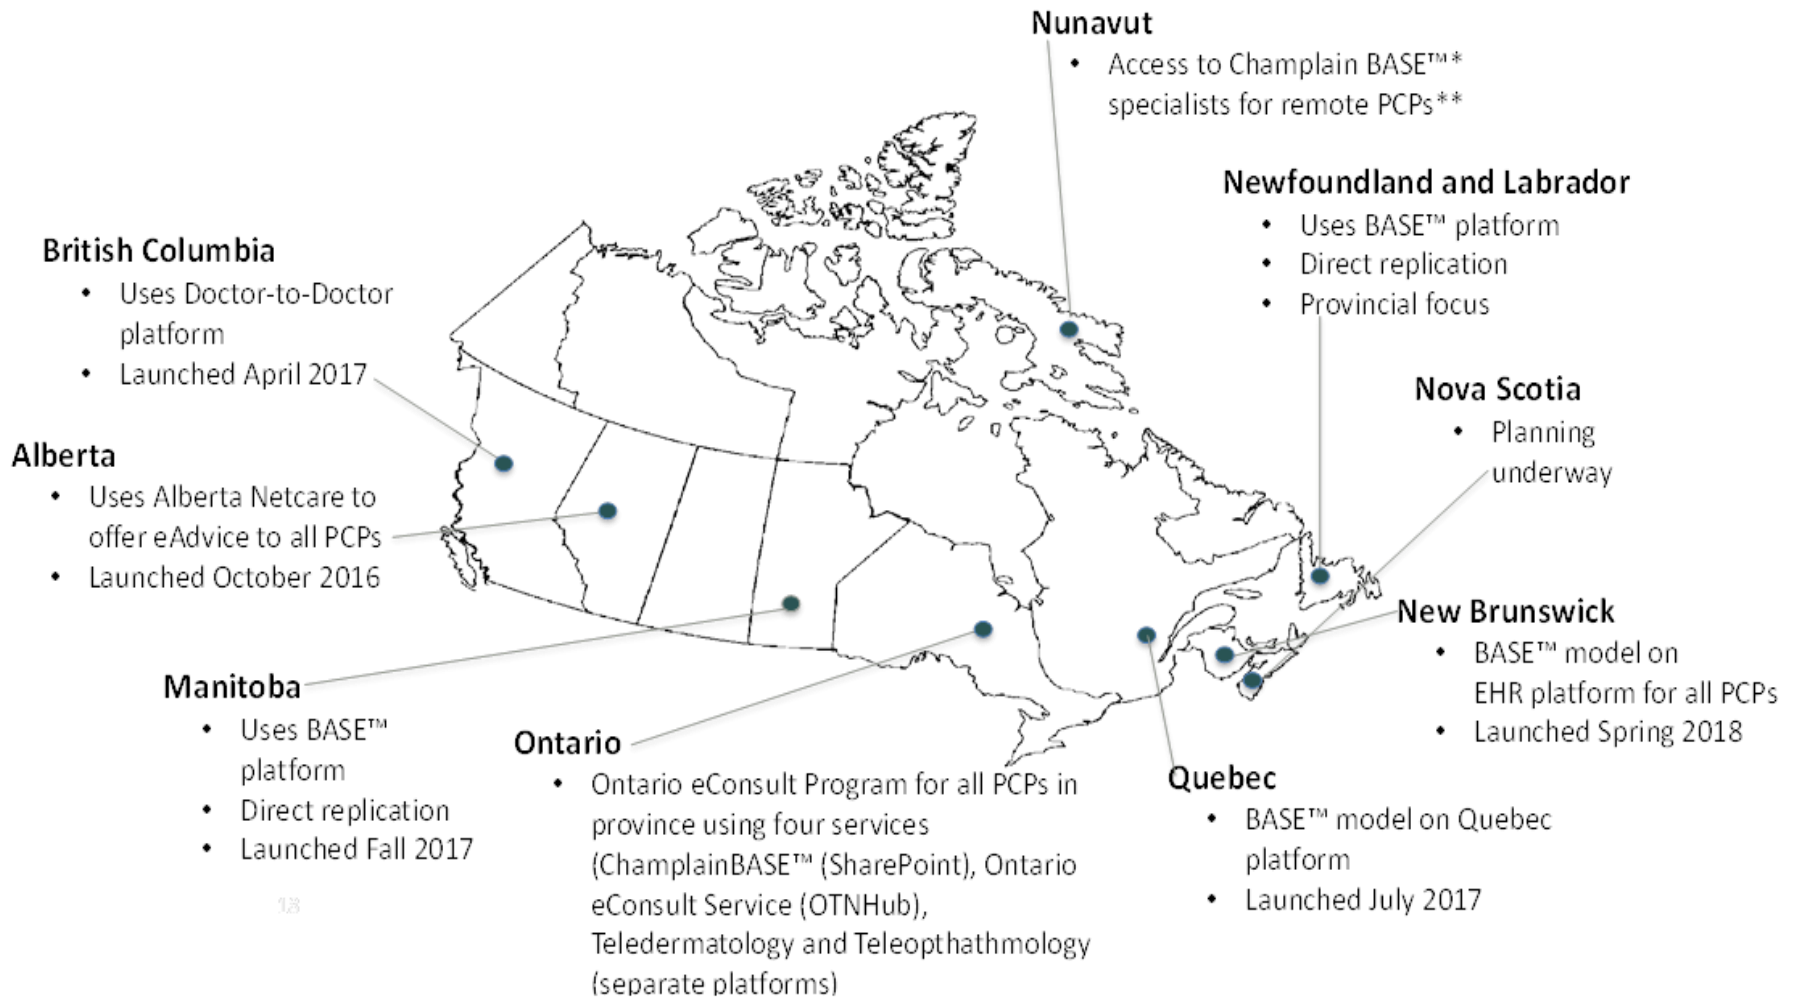 Nunavut
• Access to Champlain BASE™*
specialists for remote PCPs**
Newfoundland and Labrador
• Uses BASE™ platform
• Direct replication
• Provincial focus
British Columbia
• Uses Doctor-to-Doctor
platform
• Launched April 2017
Nova Scotia
• Planning
underway
Alberta
• Uses Alberta Netcare to
offer eAdvice to all PCPs
• Launched October 2016
New Brunswick
• BASE™ model on
EHR platform for all PCPs
• Launched Spring 2018
Manitoba
• Uses BASE™
platform
• Direct replication
• Launched Fall 2017
Ontario
• Ontario eConsult Program for all PCPs in
province using four services
(ChamplainBASE™ (SharePoint), Ontario
eConsult Service (OTNHub),
Teledermatology and Teleopthathmology
(separate platforms)
Quebec
• BASE™ model on Quebec
platform
• Launched July 2017